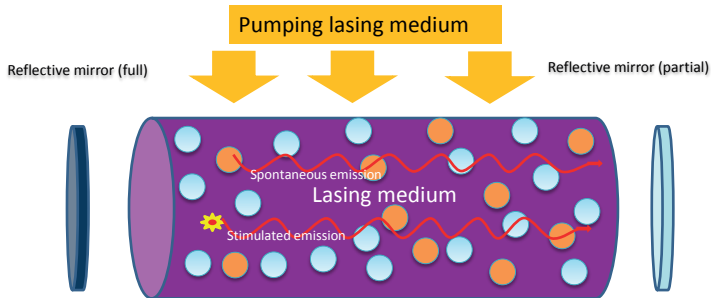 Pumping lasing medium
Reflective mirror (full)
Reflective mirror (partial)
Spontaneous emission
Lasing medium
Stimulated emission